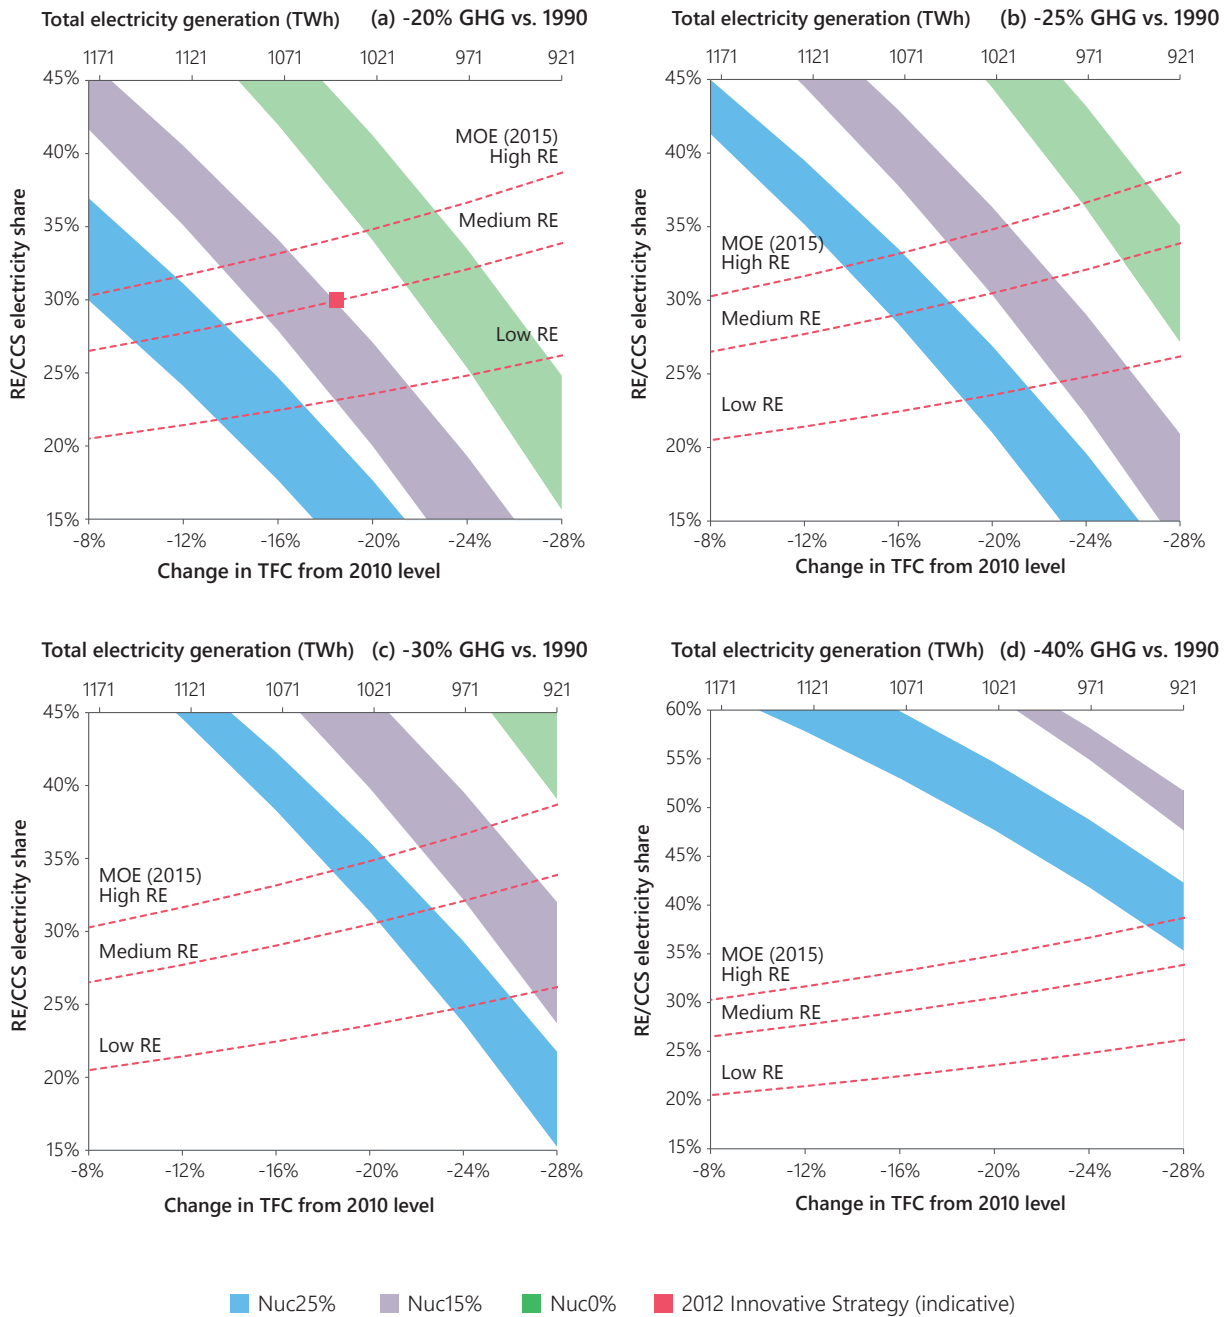 Total electricity generation (TWh) (a) -20% GHG vs. 1990
1171 1121 1071 1021 971 921
45%
40%
35%
30%
25%
20%
15%
RE/CCS electricity share
MOE (2015)
High RE
Medium RE
Low RE
-8% -12% -16% -20% -24% -28%
Change in TFC from 2010 level
Total electricity generation (TWh) (b) -25% GHG vs. 1990
1171 1121 1071 1021 971 921
45%
40%
35%
30%
25%
20%
15%
RE/CCS electricity share
MOE (2015)
High RE
Medium RE
Low RE
-8% -12% -16% -20% -24% -28%
Change in TFC from 2010 level
Total electricity generation (TWh) (c) -30% GHG vs. 1990
1171 1121 1071 1021 971 921
45%
40%
35%
30%
25%
20%
15%
RE/CCS electricity share
MOE (2015)
High RE
Medium RE
Low RE
-8% -12% -16% -20% -24% -28%
Change in TFC from 2010 level
Total electricity generation (TWh) (d) -40% GHG vs. 1990
1171 1121 1071 1021 971 921
60%
55%
50%
45%
40%
35%
30%
25%
20%
15%
RE/CCS electricity share
MOE (2015)
High RE
Medium RE
Low RE
-8% -12% -16% -20% -24% -28%
Change in TFC from 2010 level
Nuc25% Nuc15% Nuc0% 2012 Innovative Strategy (indicative)